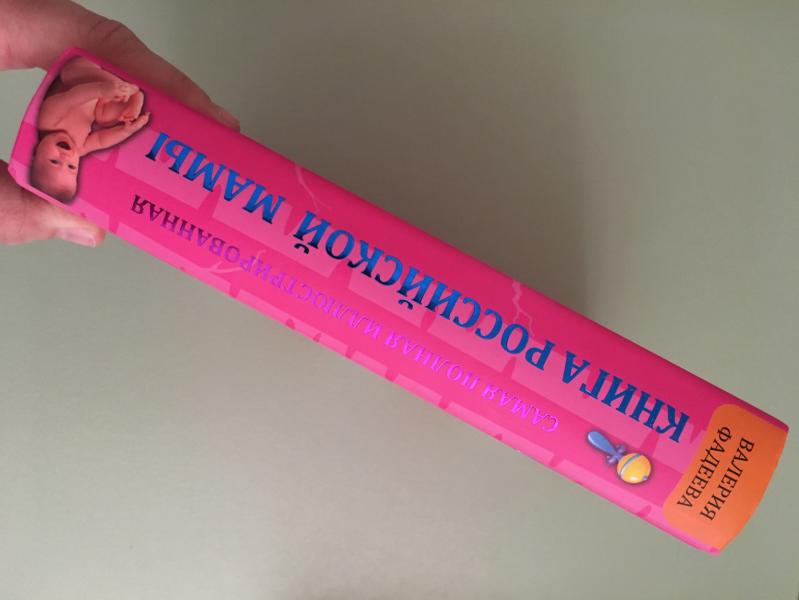 ВАЛЕРИЯ
ФАДЕЕВА
САМАЯ ПОЛНАЯ ИЛЛЮСТРИРОВАННАЯ
КНИГА РОССИЙСКОЙ МАМЫ